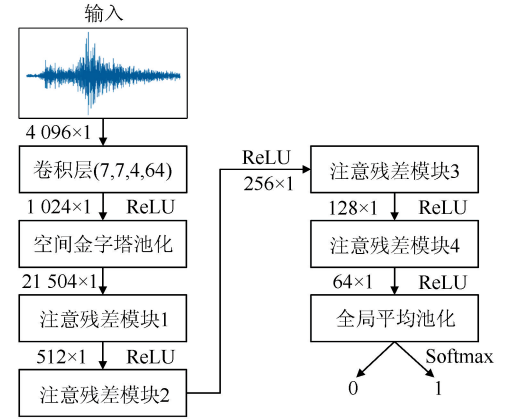 输入
4 096×1
卷积层(7,7,4,64)
1 024×1 ReLU
空间金字塔池化
21 504×1
注意残差模块1
512×1 ReLU
注意残差模块2
ReLU
256×1
注意残差模块3
128×1 ReLU
注意残差模块4
64×1 ReLU
全局平均池化
Softmax
0 1